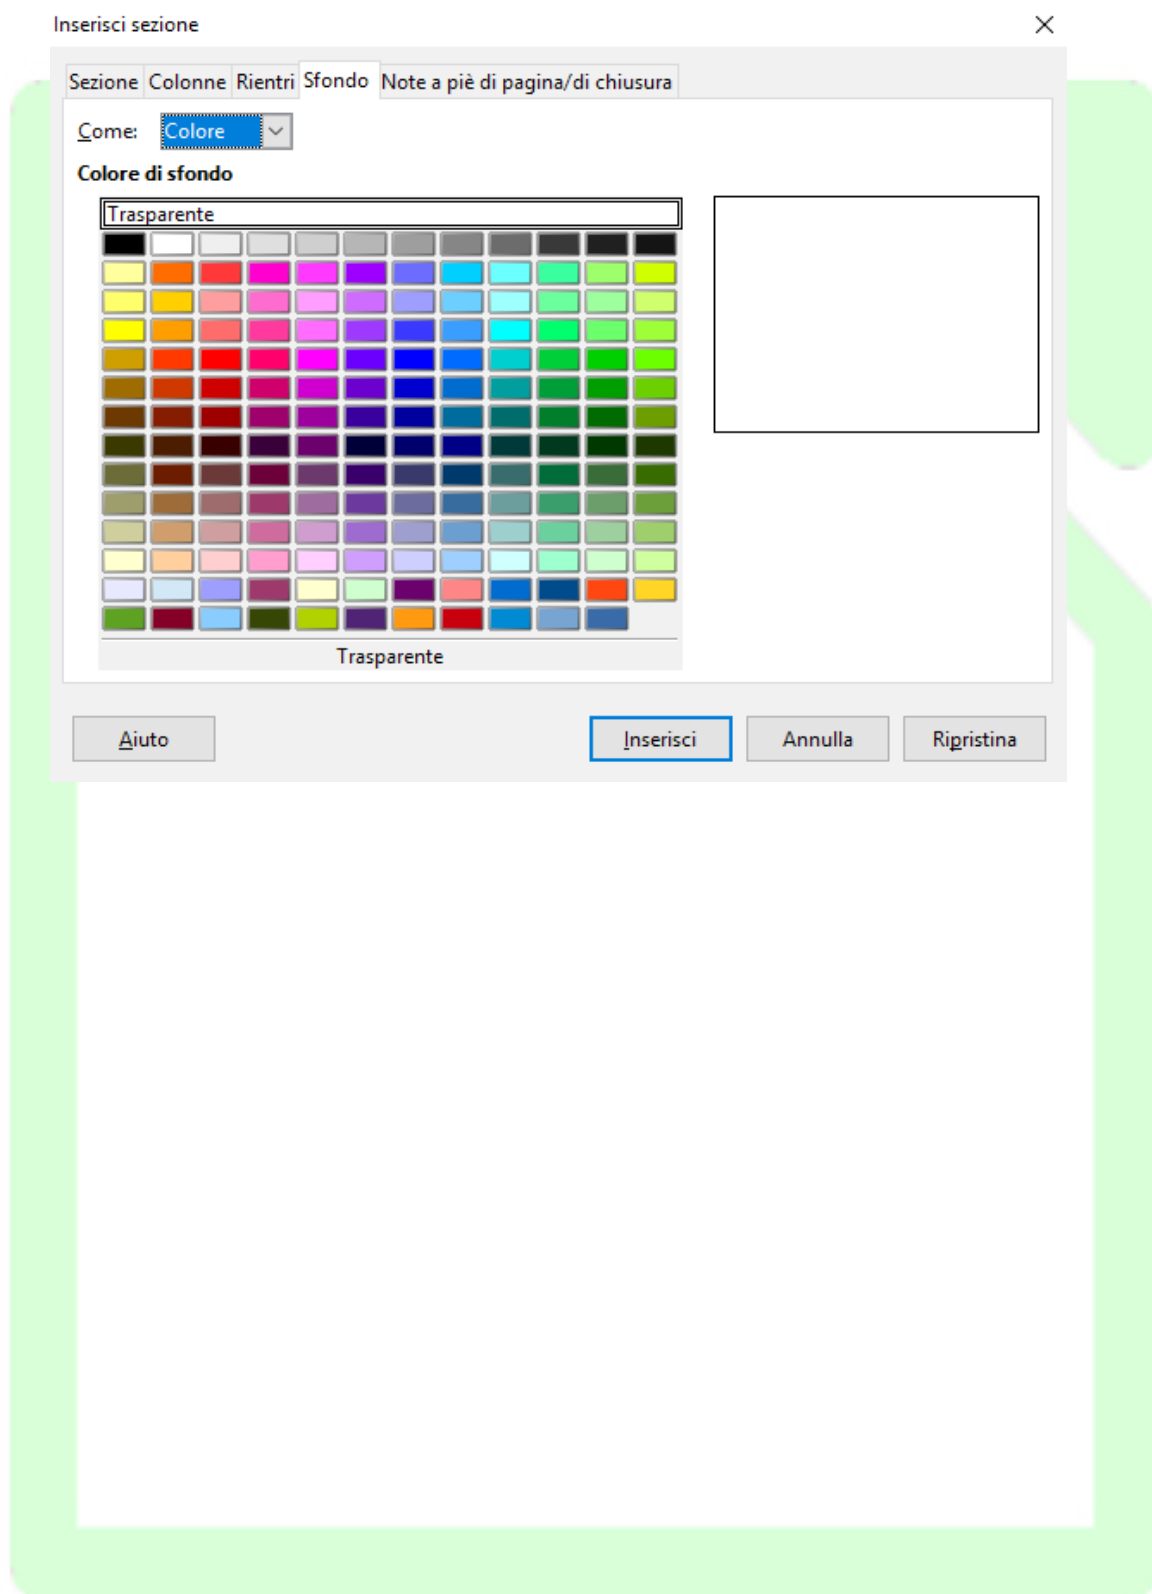 Inserisci sezione
Sezione Colonne Rientri Sfondo Note a piè di pagina/di chiusura
Come: Colore
Colore di sfondo
Trasparente
Trasparente
Aiuto Inserisci Annulla Ripristina